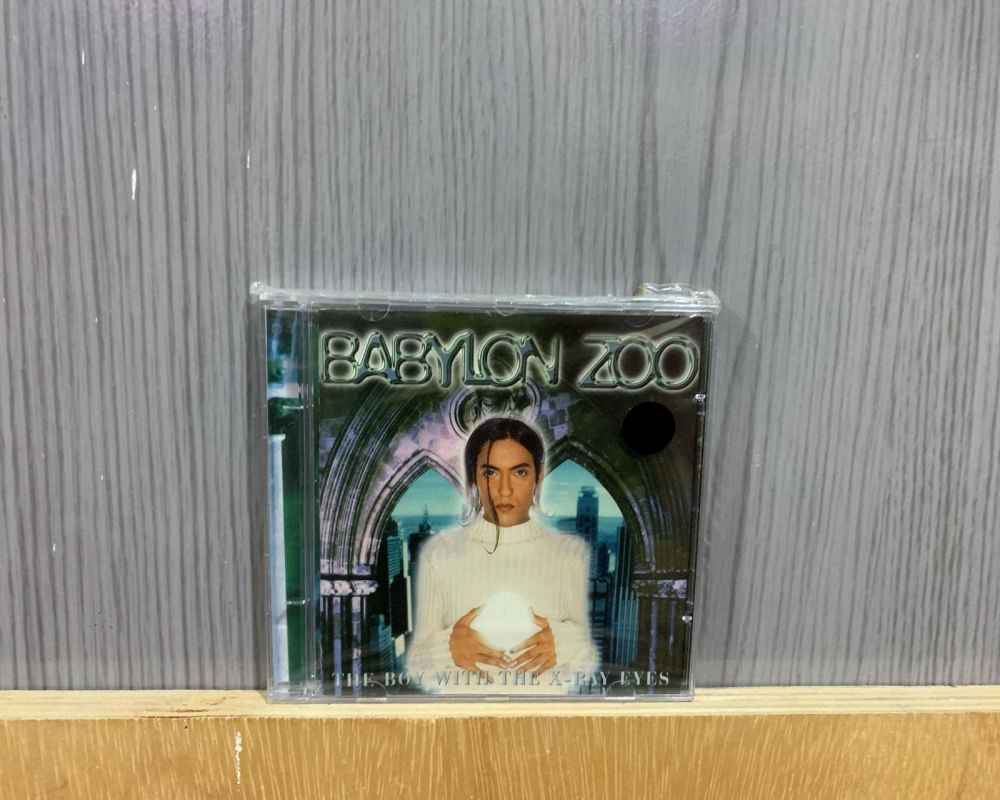 BABYLON ZOO
THE BOY WITH THE X-RAY EYES